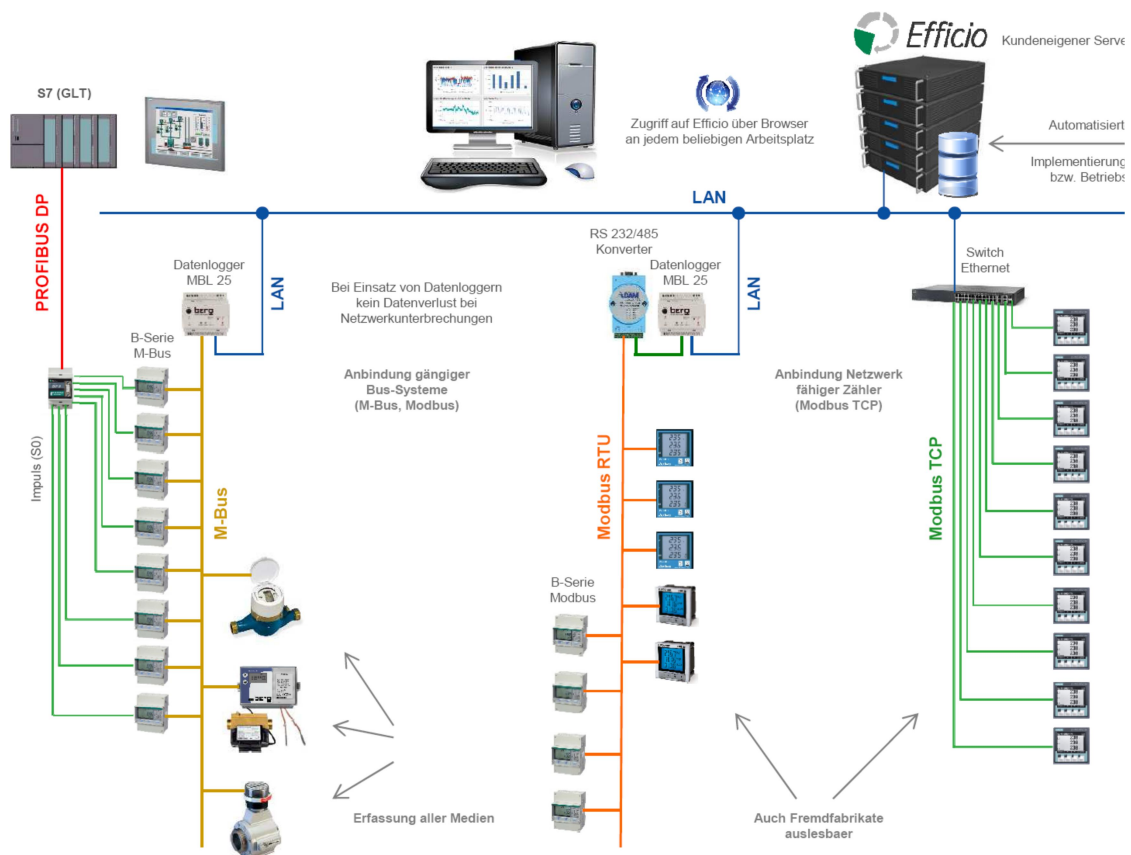 Efficio
Kundeneigener Serve
S7 (GLT)
Zugriff auf Efficio über Browser
an jedem beliebigen Arbeitsplatz
Automatisiert
Implementierung
bzw. Betriebs
LAN
PROFIBUS DP
Datenlogger
MBL 25
berg
LAN
Bei Einsatz von Datenloggern
kein Datenverlust bei
Netzwerkunterbrechungen
RS 232/485
Konverter
Datenlogger
MBL 25
berg
LAN
Switch
Ethernet
B-Serie
M-Bus
Anbindung gängiger
Bus-Systeme
(M-Bus, Modbus)
Anbindung Netzwerk
fähiger Zähler
(Modbus TCP)
Impuls (S0)
M-Bus
Modbus RTU
Modbus TCP
B-Serie
Modbus
Erfassung aller Medien
Auch Fremdfabrikate
auslesbaer